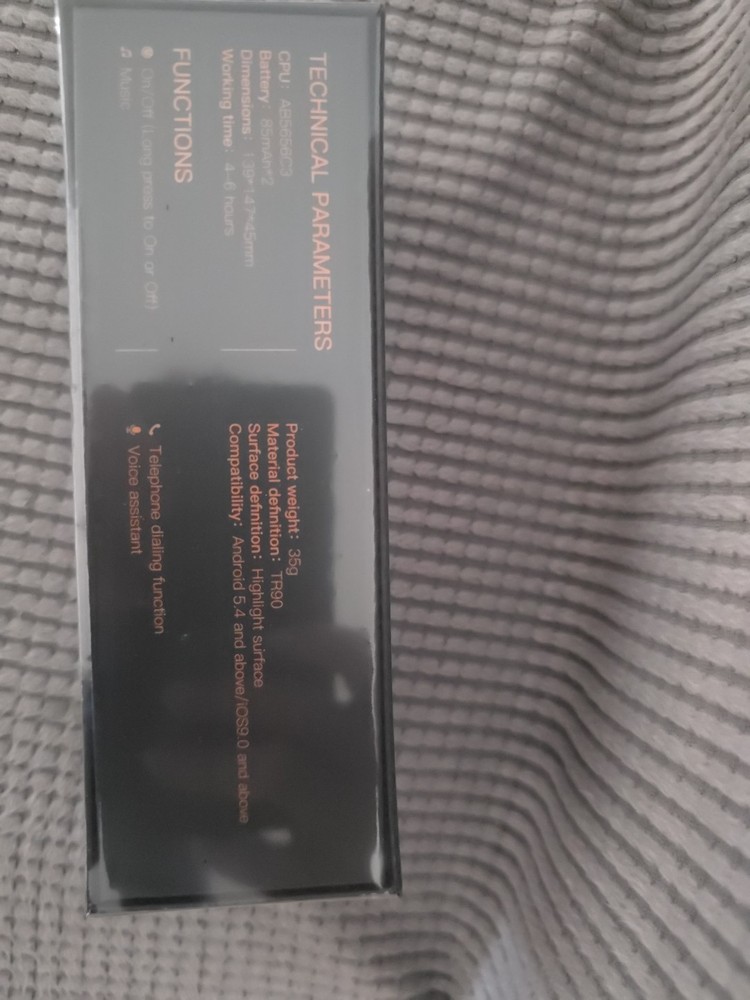 TECHNICAL PARAMETERS
CPU: AB5656C3
Battery: 85mAh*2
Dimensions: 139*147*45mm
Working time: 4-6 hours
Product weight: 35g
Material definition: TR90
Surface definition: Highlight surface
Compatibility: Android 5.4 and above/iOS9.0 and above
FUNCTIONS
On/Off (Long press to On or Off)
Music
Telephone dialing function
Voice assistant